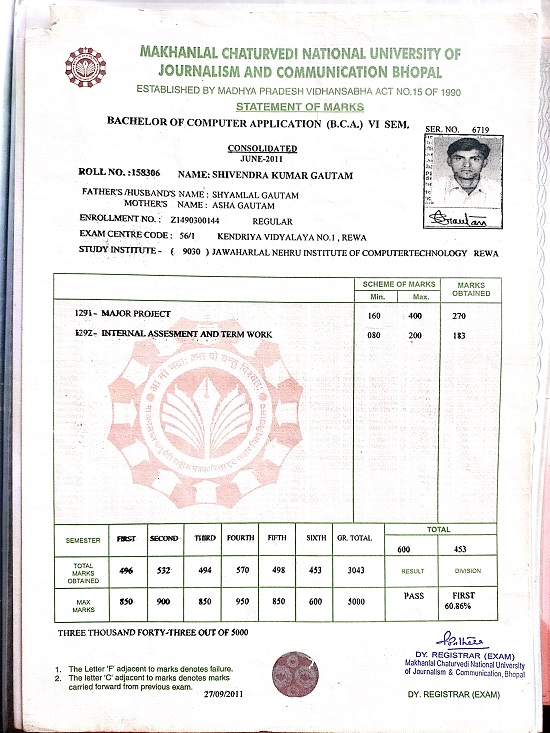 MAKHANLAL CHATURVEDI NATIONAL UNIVERSITY OF
JOURNALISM AND COMMUNICATION BHOPAL
ESTABLISHED BY MADHYA PRADESH VIDHANSABHA ACT NO.15 OF 1990
STATEMENT OF MARKS
BACHELOR OF COMPUTER APPLICATION (B.C.A.) VI SEM.
SER. NO. 6719
CONSOLIDATED
JUNE-2011
ROLL NO. :158306 NAME: SHIVENDRA KUMAR GAUTAM
FATHER'S /HUSBAND'S NAME : SHYAMLAL GAUTAM
MOTHER'S NAME : ASHA GAUTAM
ENROLLMENT NO. : Z1490300144 REGULAR
EXAM CENTRE CODE : 56/1 KENDRIYA VIDYALAYA NO.1 , REWA
STUDY INSTITUTE - ( 9030 ) JAWAHARLAL NEHRU INSTITUTE OF COMPUTERTECHNOLOGY REWA
SCHEME OF MARKS MARKS OBTAINED
Min. Max.
1291- MAJOR PROJECT 160 400 270
1292- INTERNAL ASSESMENT AND TERM WORK 080 200 183
SEMESTER FIRST SECOND THIRD FOURTH FIFTH SIXTH GR. TOTAL TOTAL
600 453
TOTAL MARKS OBTAINED 496 532 494 570 498 453 3043 RESULT DIVISION
MAX MARKS 850 900 850 950 850 600 5000 PASS FIRST
60.86%
THREE THOUSAND FORTY-THREE OUT OF 5000
DY. REGISTRAR (EXAM)
Makhanlal Chaturvedi National University
of Journalism & Communication, Bhopal
1. The Letter 'F' adjacent to marks denotes failure.
2. The letter 'C' adjacent to marks denotes marks
carried forward from previous exam.
27/09/2011
DY. REGISTRAR (EXAM)